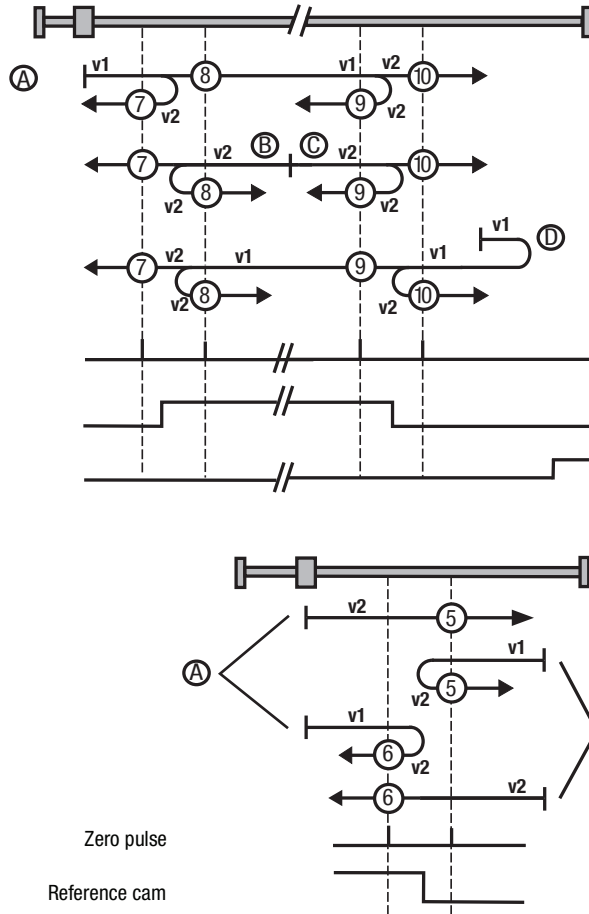 A v1 8 v1 v2 10
7 v2 9 v2
7 v2 B C v2 10
v2 8 9 v2
v1 D
7 v2 v1 9 v1
v2 8 v2 10
v2 5
v1
A
v2 5
v1
6 v2
6 v2
Zero pulse
Reference cam